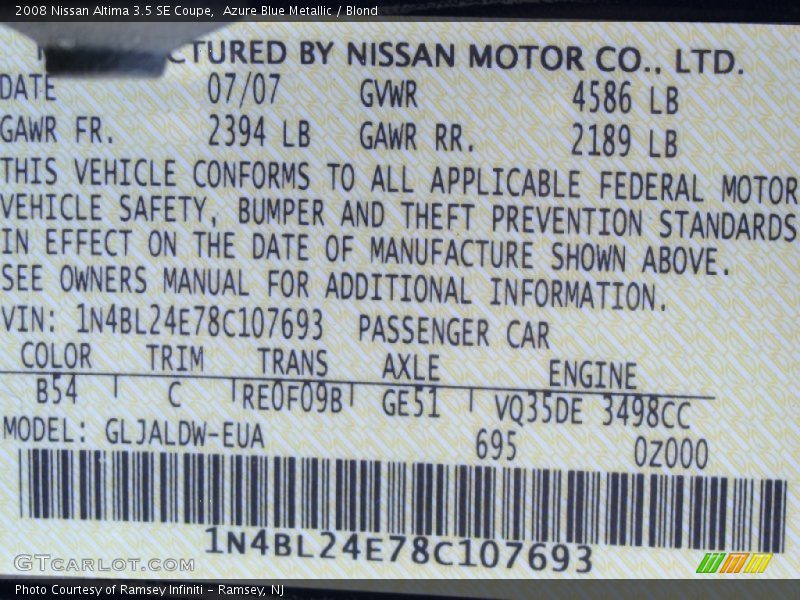 2008 Nissan Altima 3.5 SE Coupe, Azure Blue Metallic / Blond
CTURED BY NISSAN MOTOR CO., LTD.
DATE 07/07 GVWR 4586 LB
GAWR FR. 2394 LB GAWR RR. 2189 LB
THIS VEHICLE CONFORMS TO ALL APPLICABLE FEDERAL MOTOR
VEHICLE SAFETY, BUMPER AND THEFT PREVENTION STANDARDS
IN EFFECT ON THE DATE OF MANUFACTURE SHOWN ABOVE.
SEE OWNERS MANUAL FOR ADDITIONAL INFORMATION.
VIN: 1N4BL24E78C107693 PASSENGER CAR
COLOR TRIM TRANS AXLE ENGINE
B54 C RE0F09B GE51 VQ35DE 3498CC
MODEL: GLJALDW-EUA 695 0Z000
1N4BL24E78C107693
GTcarlot.com
Photo Courtesy of Ramsey Infiniti - Ramsey, NJ